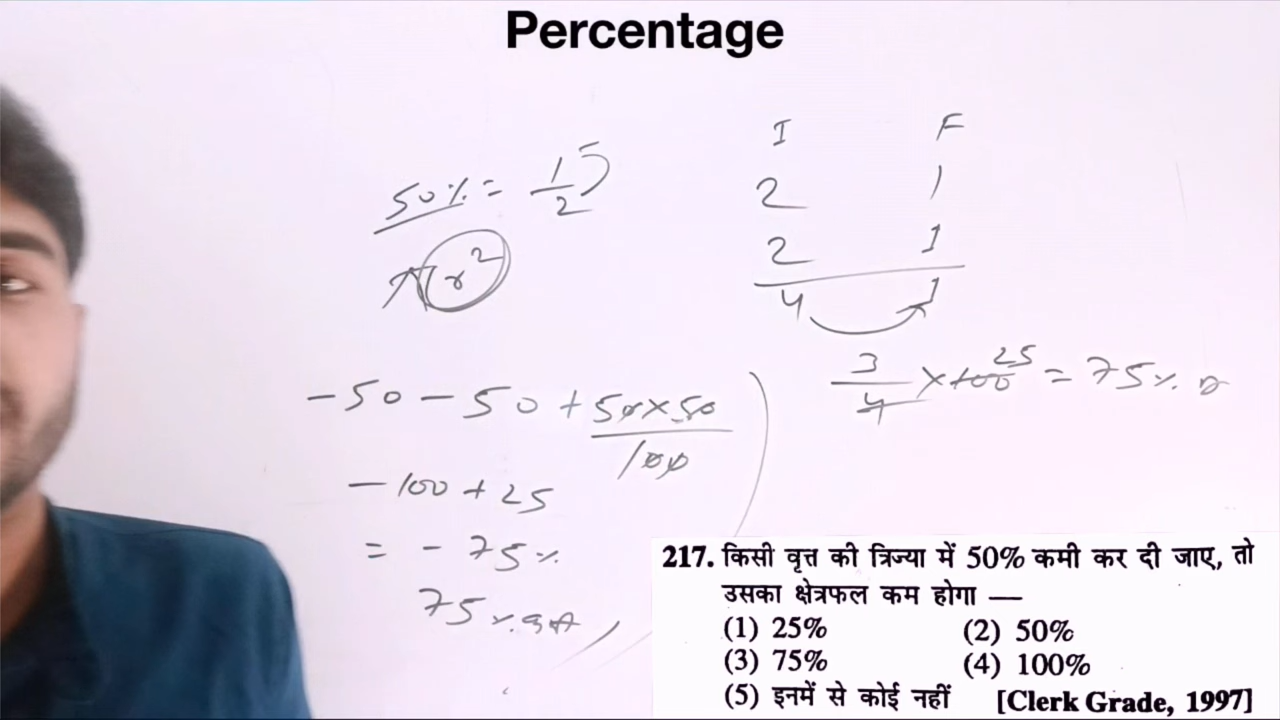 Percentage
50% = 1/2
πr²
I F
2 1
2 1
4 1
3/4 × 100 25 = 75%
-50 - 50 + 50×50/100
-100 + 25
= - 75%
75%
217. किसी वृत्त की त्रिज्या में 50% कमी कर दी जाए, तो
उसका क्षेत्रफल कम होगा —
(1) 25% (2) 50%
(3) 75% (4) 100%
(5) इनमें से कोई नहीं [Clerk Grade, 1997]